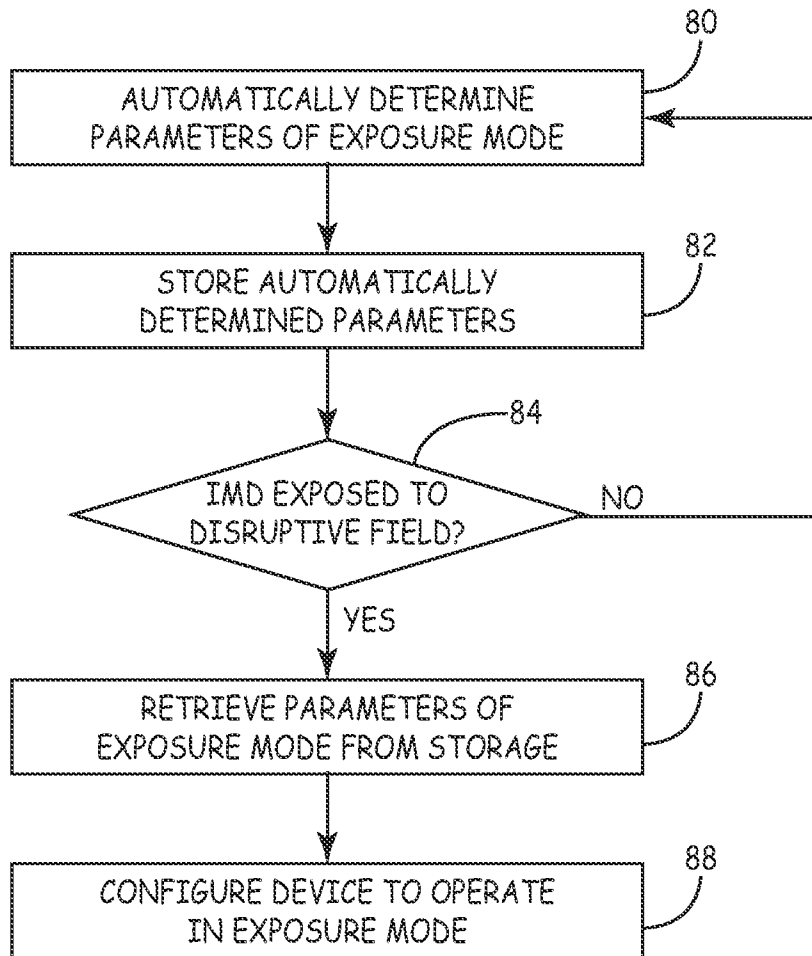 80
AUTOMATICALLY DETERMINE
PARAMETERS OF EXPOSURE MODE
82
STORE AUTOMATICALLY
DETERMINED PARAMETERS
84
IMD EXPOSED TO
DISRUPTIVE FIELD?
NO
YES
86
RETRIEVE PARAMETERS OF
EXPOSURE MODE FROM STORAGE
88
CONFIGURE DEVICE TO OPERATE
IN EXPOSURE MODE